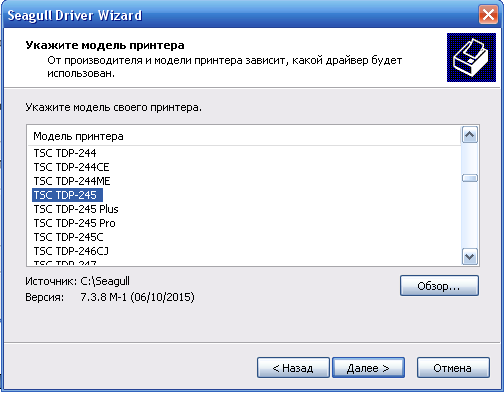 Seagull Driver Wizard
Укажите модель принтера
От производителя и модели принтера зависит, какой драйвер будет
использован.
Укажите модель своего принтера.
Модель принтера
TSC TDP-244
TSC TDP-244CE
TSC TDP-244ME
TSC TDP-245
TSC TDP-245 Plus
TSC TDP-245 Pro
TSC TDP-245C
TSC TDP-246CJ
TSC TDP-247
Источник: C:\Seagull
Обзор...
Версия: 7.3.8 M-1 (06/10/2015)
< Назад
Далее >
Отмена